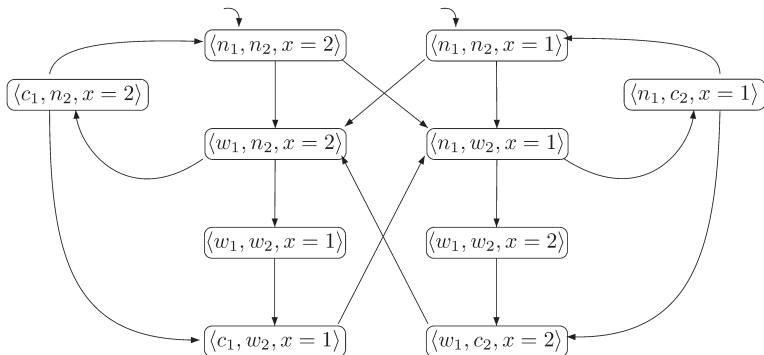 ⟨n₁, n₂, x = 2⟩
⟨n₁, n₂, x = 1⟩
⟨c₁, n₂, x = 2⟩
⟨n₁, c₂, x = 1⟩
⟨w₁, n₂, x = 2⟩
⟨n₁, w₂, x = 1⟩
⟨w₁, w₂, x = 1⟩
⟨w₁, w₂, x = 2⟩
⟨c₁, w₂, x = 1⟩
⟨w₁, c₂, x = 2⟩